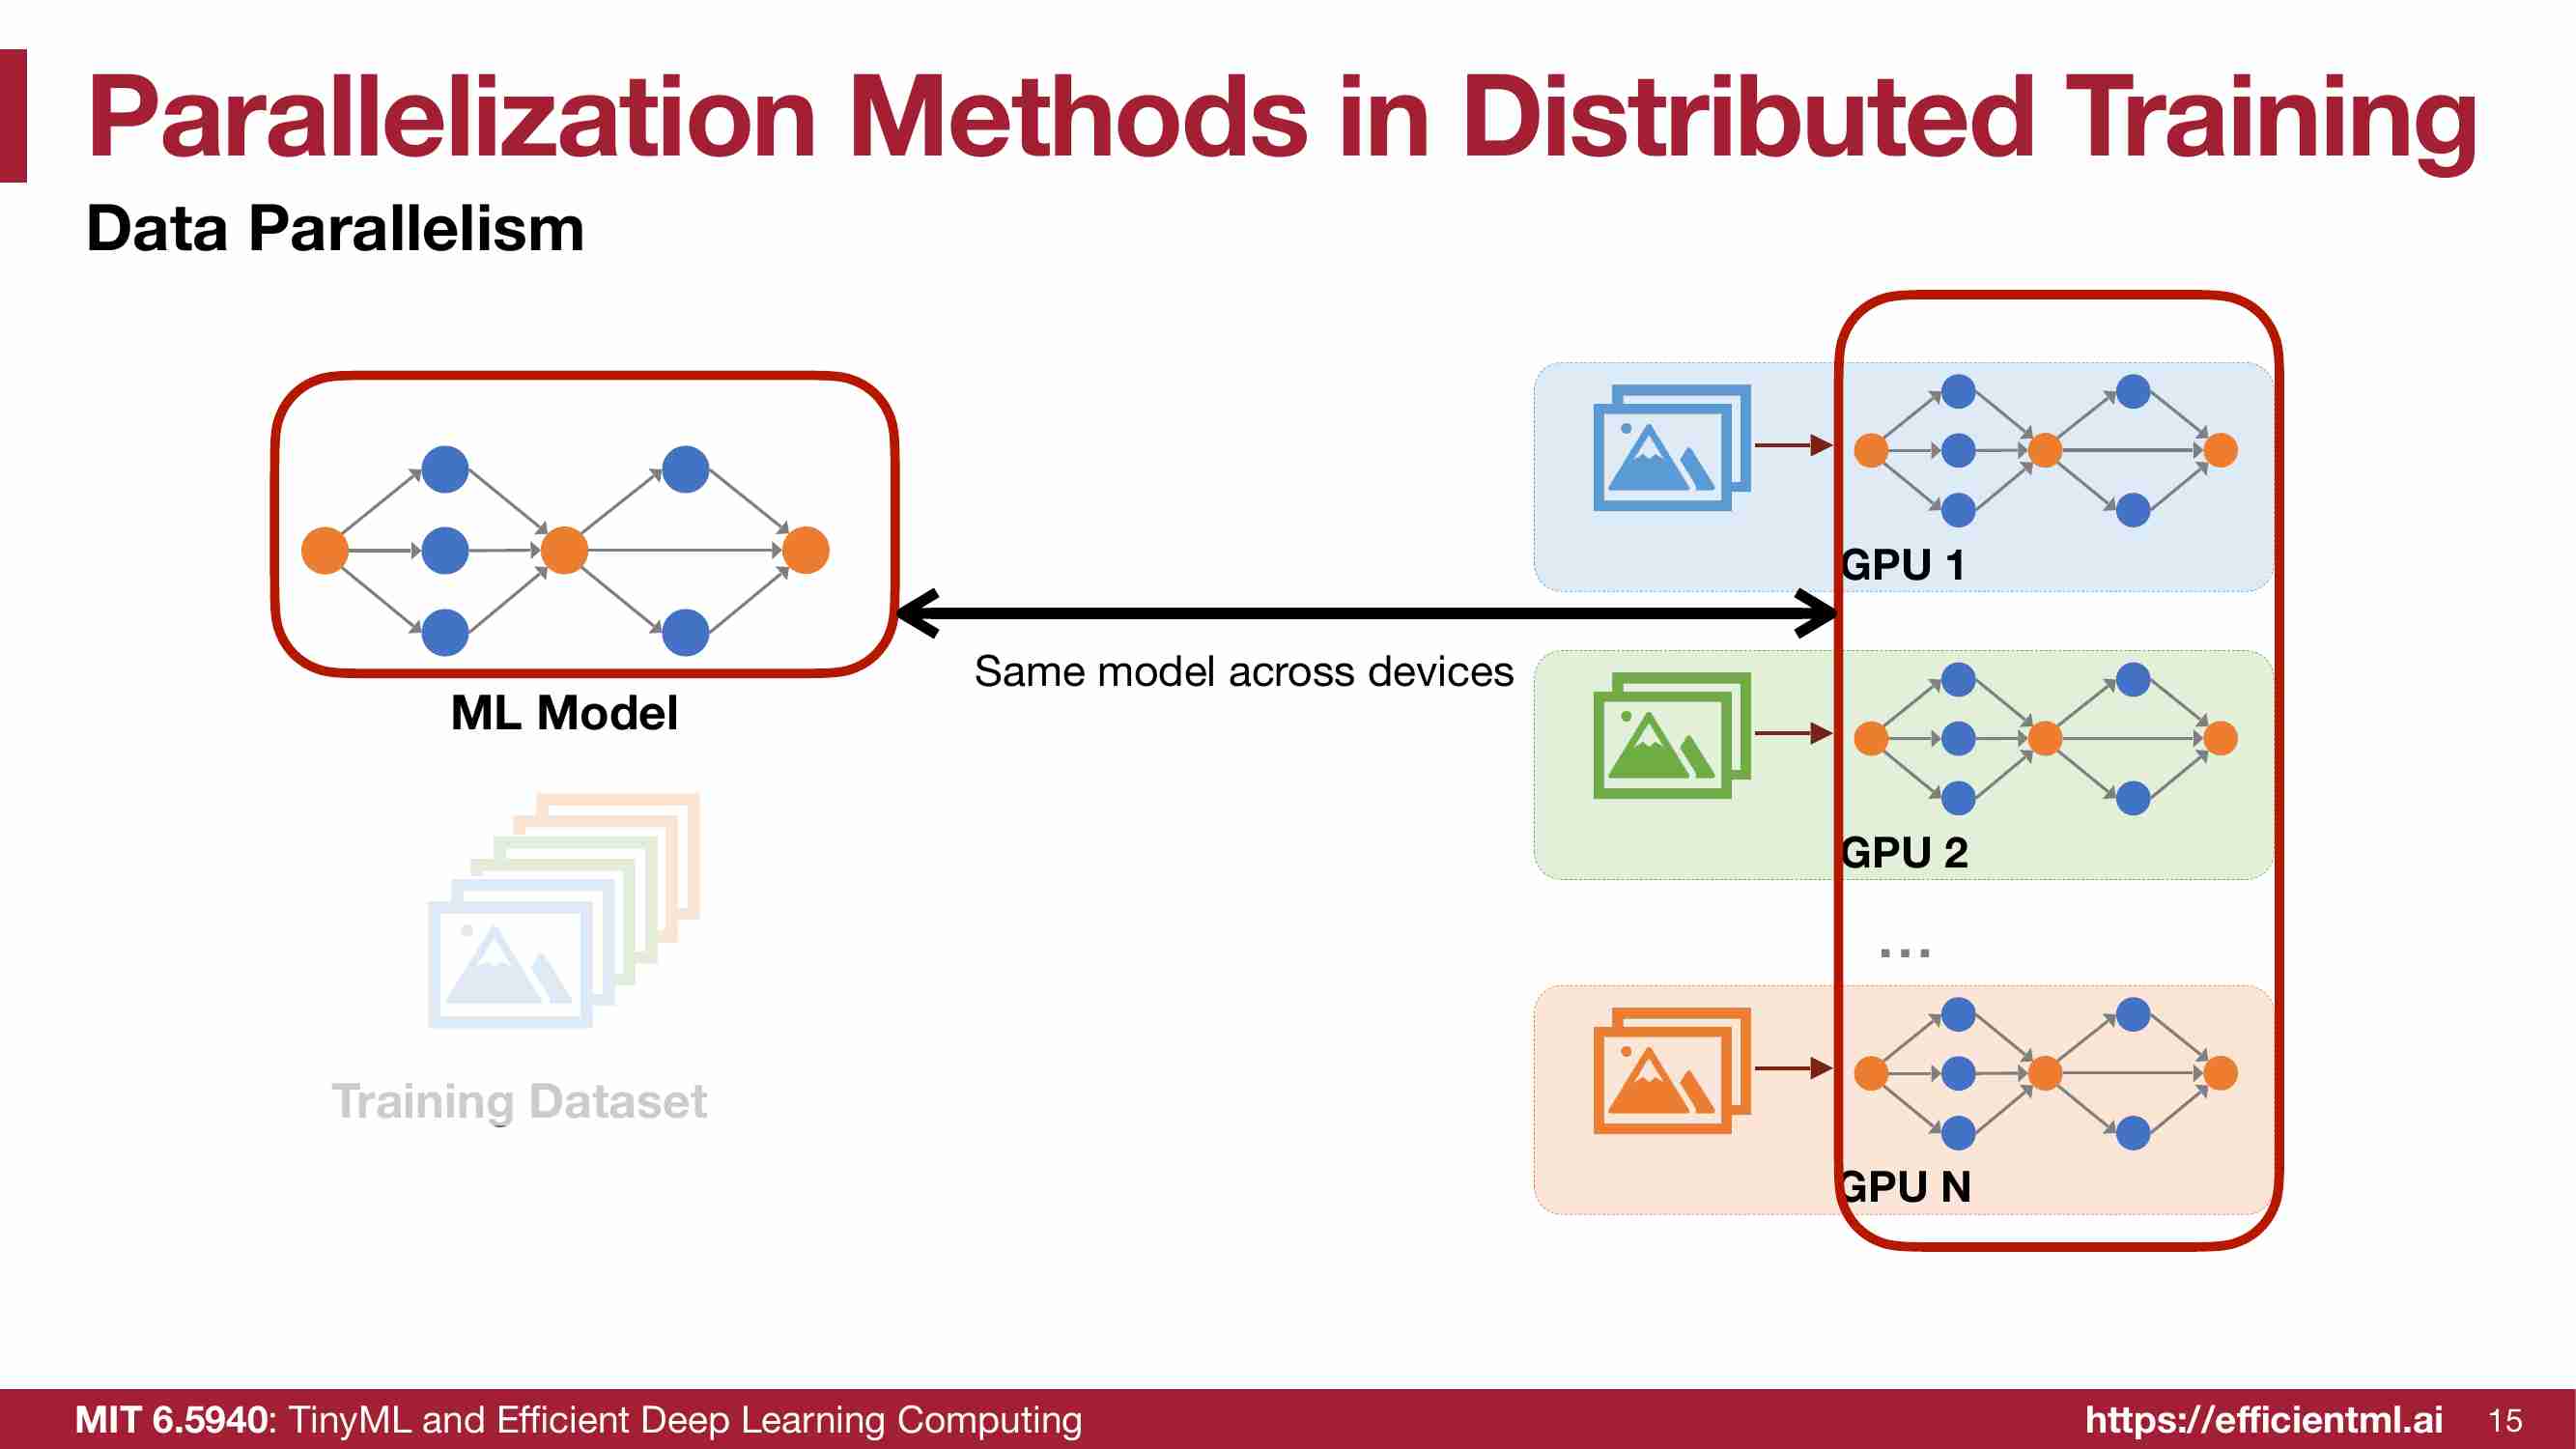 Parallelization Methods in Distributed Training
Data Parallelism
ML Model
Training Dataset
Same model across devices
GPU 1
GPU 2
...
GPU N
MIT 6.5940: TinyML and Efficient Deep Learning Computing
https://efficientml.ai
15